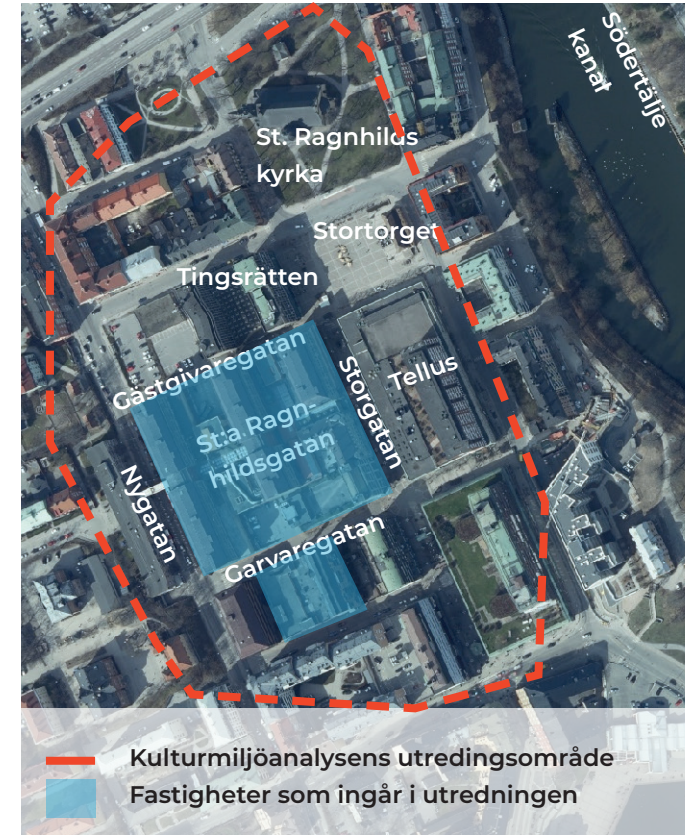 Södertälje
kanal
St. Ragnhilds
kyrka
Stortorget
Tingsrätten
Gästgivaregatan
Storgatan
Tellus
St:a Ragn-
hildsgatan
Nygatan
Garvaregatan
Kulturmiljöanalysens utredingsområde
Fastigheter som ingår i utredningen